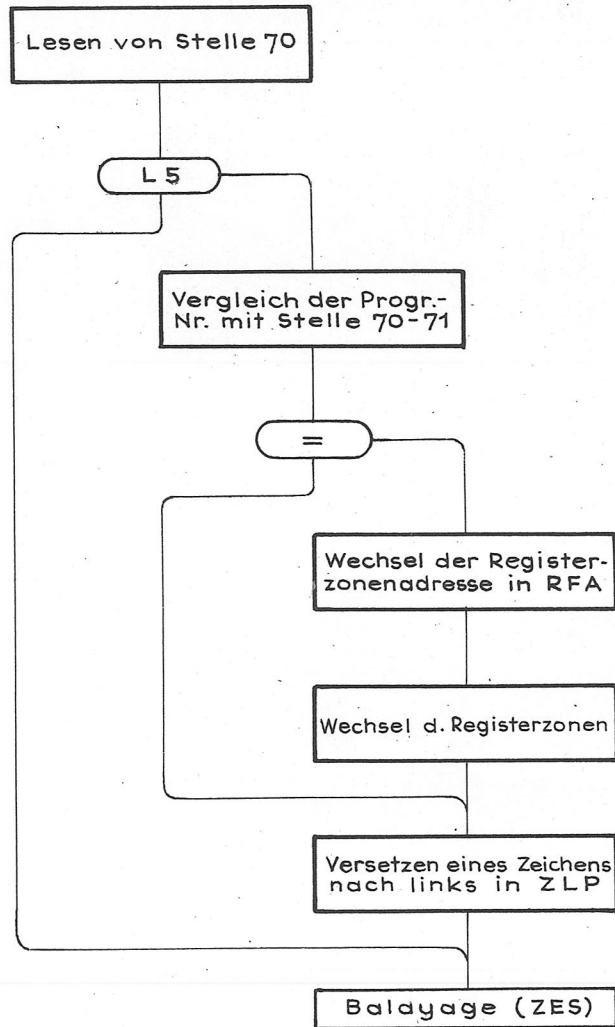 Lesen von Stelle 70
L 5
Vergleich der Progr.-
Nr. mit Stelle 70-71
=
Wechsel der Register-
zonenadresse in RFA
Wechsel d. Registerzonen
Versetzen eines Zeichens
nach links in ZLP
Balayage (ZES)